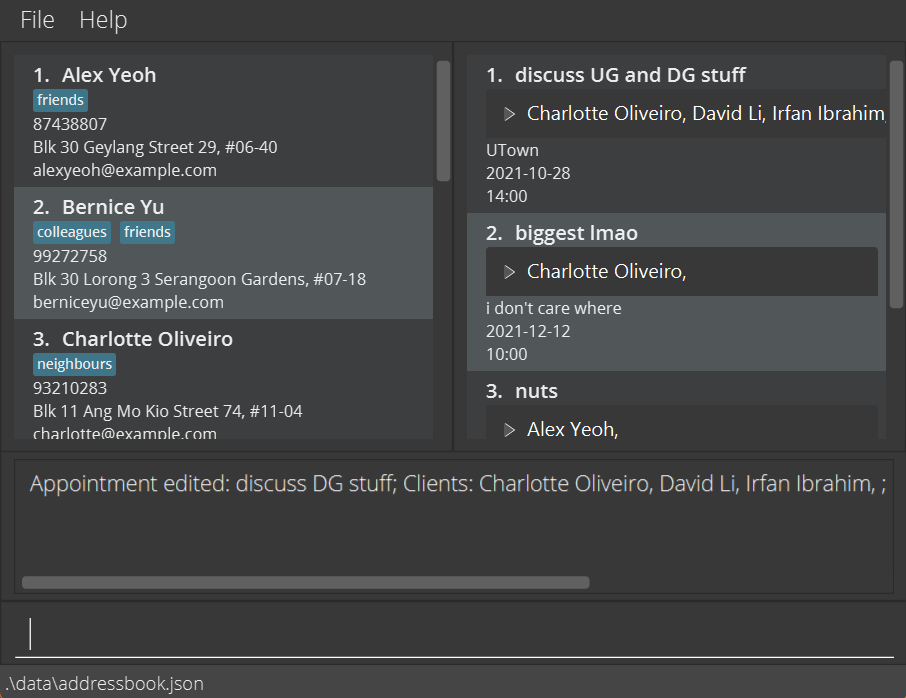 File Help
1. Alex Yeoh
friends
87438807
Blk 30 Geylang Street 29, #06-40
alexyeoh@example.com
2. Bernice Yu
colleagues friends
99272758
Blk 30 Lorong 3 Serangoon Gardens, #07-18
berniceyu@example.com
3. Charlotte Oliveiro
neighbours
93210283
Blk 11 Ang Mo Kio Street 74, #11-04
charlotte@example.com
1. discuss UG and DG stuff
Charlotte Oliveiro, David Li, Irfan Ibrahim,
UTown
2021-10-28
14:00
2. biggest lmao
Charlotte Oliveiro,
i don't care where
2021-12-12
10:00
3. nuts
Alex Yeoh,
Appointment edited: discuss DG stuff; Clients: Charlotte Oliveiro, David Li, Irfan Ibrahim, ;
.\data\addressbook.json